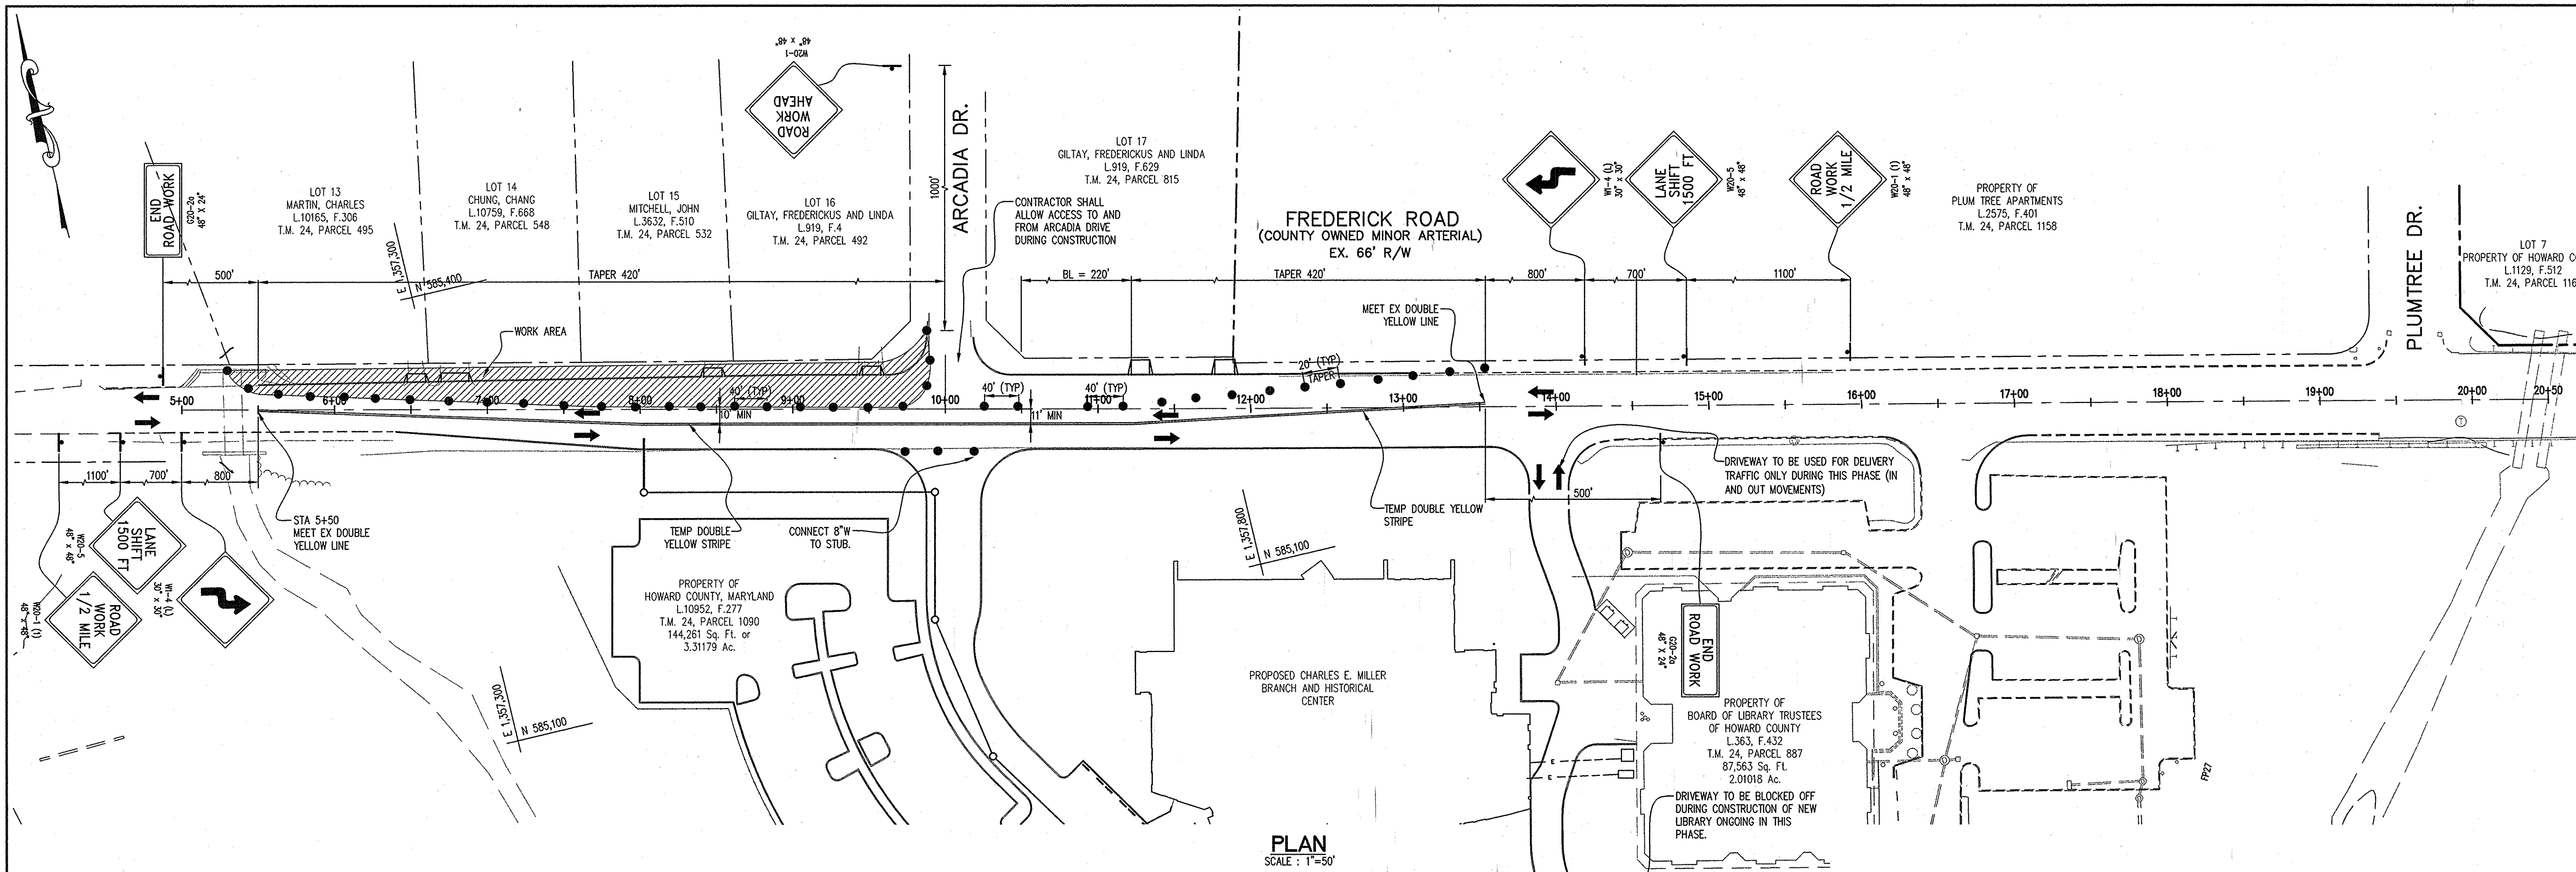 W20-1
48" X 48"
ROAD
WORK
AHEAD
END
ROAD WORK
G20-2a
48" X 24"
LOT 13
MARTIN, CHARLES
L.10165, F.306
T.M. 24, PARCEL 495
LOT 14
CHUNG, CHANG
L.10759, F.668
T.M. 24, PARCEL 548
LOT 15
MITCHELL, JOHN
L.3632, F.510
T.M. 24, PARCEL 532
LOT 16
GILTAY, FREDERICKUS AND LINDA
L.919, F.4
T.M. 24, PARCEL 492
1000'
ARCADIA DR.
CONTRACTOR SHALL
ALLOW ACCESS TO AND
FROM ARCADIA DRIVE
DURING CONSTRUCTION
LOT 17
GILTAY, FREDERICKUS AND LINDA
L.919, F.629
T.M. 24, PARCEL 815
FREDERICK ROAD
(COUNTY OWNED MINOR ARTERIAL)
EX. 66' R/W
W1-4 (L)
30" X 30"
LANE
SHIFT
1500 FT
W20-5
48" X 48"
ROAD
WORK
1/2 MILE
W20-1 (1)
48" X 48"
PROPERTY OF
PLUM TREE APARTMENTS
L.2575, F.401
T.M. 24, PARCEL 1158
PLUMTREE DR.
LOT 7
PROPERTY OF HOWARD CO
L.1129, F.512
T.M. 24, PARCEL 116
500'
E 1,357,300
N 585,400
TAPER 420'
BL = 220'
TAPER 420'
800'
700'
1100'
WORK AREA
MEET EX DOUBLE
YELLOW LINE
20' (TYP)
TAPER
40' (TYP)
40' (TYP)
40' (TYP)
5+00
6+00
7+00
8+00
9+00
10+00
11+00
12+00
13+00
14+00
15+00
16+00
17+00
18+00
19+00
20+00
20+50
10' MIN
11' MIN
T
1100'
700'
800'
500'
DRIVEWAY TO BE USED FOR DELIVERY
TRAFFIC ONLY DURING THIS PHASE (IN
AND OUT MOVEMENTS)
STA 5+50
MEET EX DOUBLE
YELLOW LINE
TEMP DOUBLE
YELLOW STRIPE
CONNECT 8"W
TO STUB.
E 1,357,800
N 585,100
TEMP DOUBLE YELLOW
STRIPE
LANE
SHIFT
1500 FT
W20-5
48" X 48"
ROAD
WORK
1/2 MILE
W20-1 (1)
48" X 48"
W1-4 (L)
30" X 30"
PROPERTY OF
HOWARD COUNTY, MARYLAND
L.10952, F.277
T.M. 24, PARCEL 1090
144,261 Sq. Ft. or
3.31179 Ac.
E 1,357,300
N 585,100
PROPOSED CHARLES E. MILLER
BRANCH AND HISTORICAL
CENTER
END
ROAD WORK
G20-2a
48" X 24"
PROPERTY OF
BOARD OF LIBRARY TRUSTEES
OF HOWARD COUNTY
L.363, F.432
T.M. 24, PARCEL 887
87,563 Sq. Ft.
2.01018 Ac.
E
E
FP27
DRIVEWAY TO BE BLOCKED OFF
DURING CONSTRUCTION OF NEW
LIBRARY ONGOING IN THIS
PHASE.
PLAN
SCALE : 1"=50'